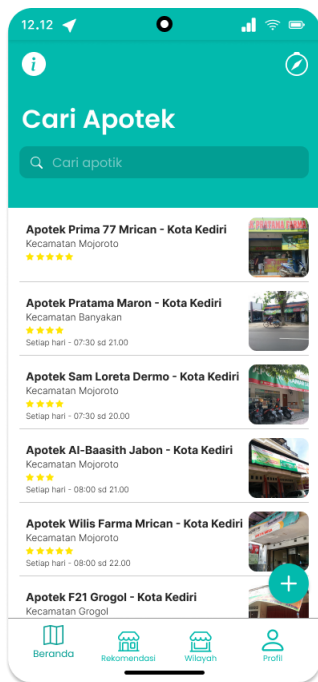 12.12
Cari Apotek
Cari apotik
Apotek Prima 77 Mrican - Kota Kediri
Kecamatan Mojoroto
Apotek Pratama Maron - Kota Kediri
Kecamatan Banyakan
Setiap hari - 07:30 sd 21.00
Apotek Sam Loreta Dermo - Kota Kediri
Kecamatan Mojoroto
Setiap hari - 07:30 sd 20.00
Apotek Al-Baasith Jabon - Kota Kediri
Kecamatan Mojoroto
Setiap hari - 08:00 sd 21.00
Apotek Wilis Farma Mrican - Kota Kediri
Kecamatan Mojoroto
Setiap hari - 08:00 sd 22.00
Apotek F21 Grogol - Kota Kediri
Kecamatan Grogol
Beranda
Rekomendasi
Wilayah
Profil